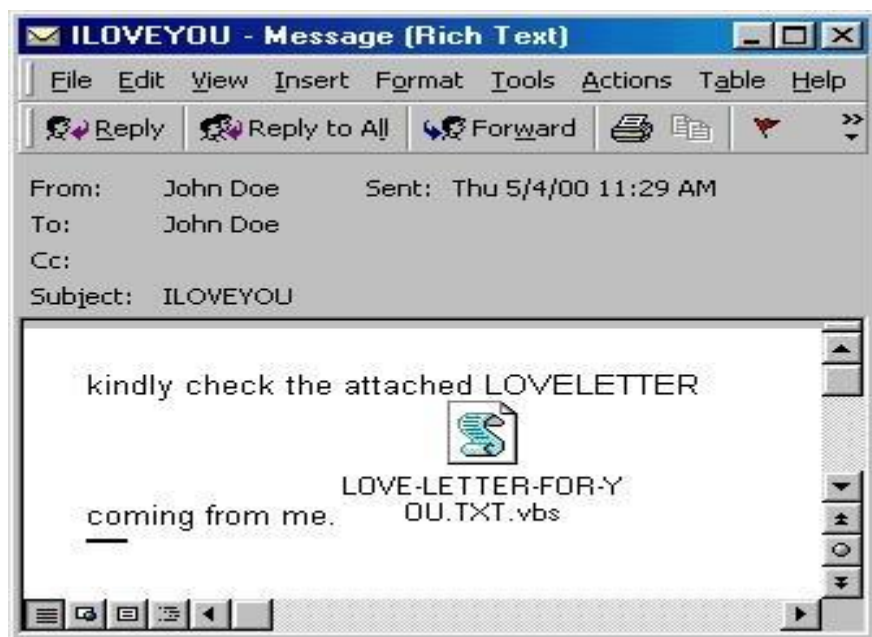 ILOVEYOU - Message (Rich Text)
File Edit View Insert Format Tools Actions Table Help
Reply Reply to All Forward
From: John Doe Sent: Thu 5/4/00 11:29 AM
To: John Doe
Cc:
Subject: ILOVEYOU
kindly check the attached LOVELETTER
LOVE-LETTER-FOR-Y
OU.TXT.vbs
coming from me.